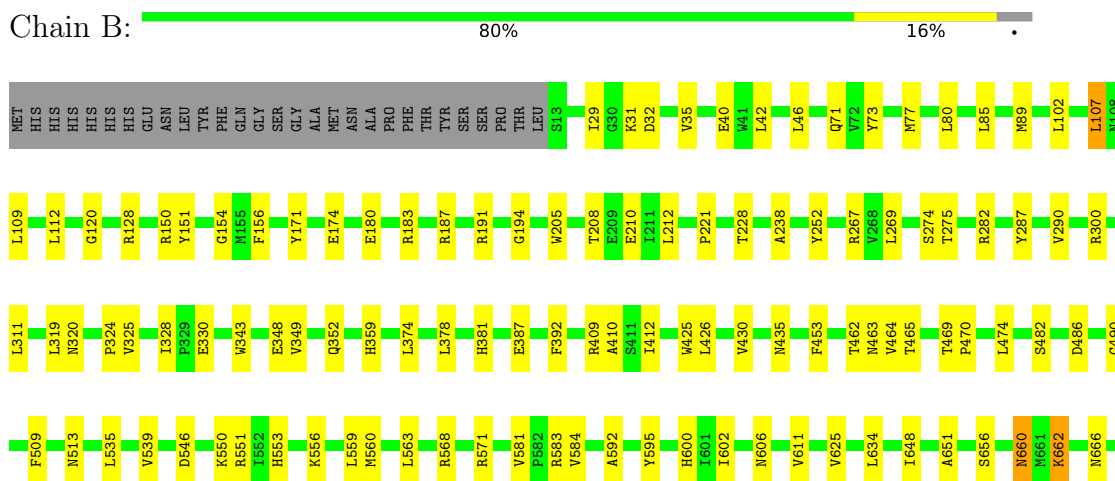 Chain B:
80% 16% •
MET HIS HIS HIS HIS HIS HIS GLU ASN LEU TYR PHE GLN GLY SER GLY ALA MET ASN ALA PRO PHE THR TYR SER SER PRO THR LEU S13 I29 G30 K31 D32 V35 E40 W41 L42 L46 Q71 V72 Y73 M77 L80 L85 M89 L102 L107 N108
L109 L112 G120 R128 R150 Y151 G154 M155 F156 Y171 E174 E180 R183 R187 R191 G194 W205 T208 E209 E210 I211 L212 P221 T228 A238 Y252 R267 V268 L269 S274 T275 R282 Y287 V290 R300
L311 L319 N320 P324 V325 I328 P329 E330 W343 E348 V349 Q352 H359 L374 L378 H381 E387 F392 R409 A410 S411 I412 W425 L426 V430 N435 F453 T462 N463 V464 T465 T469 P470 L474 S482 D486
F509 N513 L535 V539 D546 K550 R551 I552 H553 K556 L559 M560 L563 R568 R571 V581 P582 R583 V584 A592 Y595 H600 I601 I602 N606 V611 V625 L634 I648 A651 S656 N660 M661 K662 N666